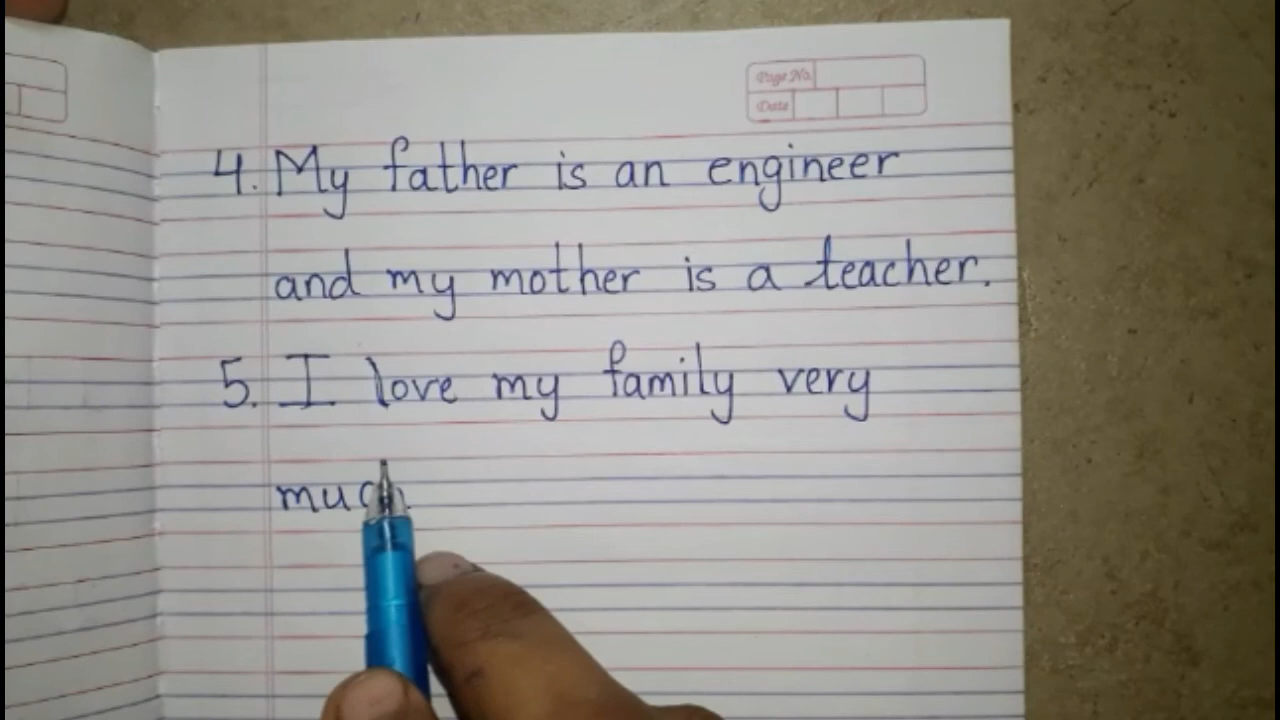 Page No.
Date
4. My father is an engineer
and my mother is a teacher.
5. I love my family very
much.